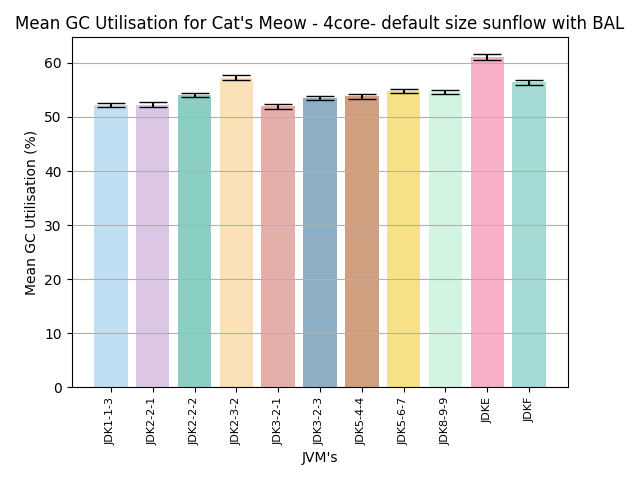 Mean GC Utilisation for Cat's Meow - 4core- default size sunflow with BAL
Mean GC Utilisation (%)
60
50
40
30
20
10
0
JDK1-1-3
JDK2-2-1
JDK2-2-2
JDK2-3-2
JDK3-2-1
JDK3-2-3
JDK5-4-4
JDK5-6-7
JDK8-9-9
JDKE
JDKF
JVM's